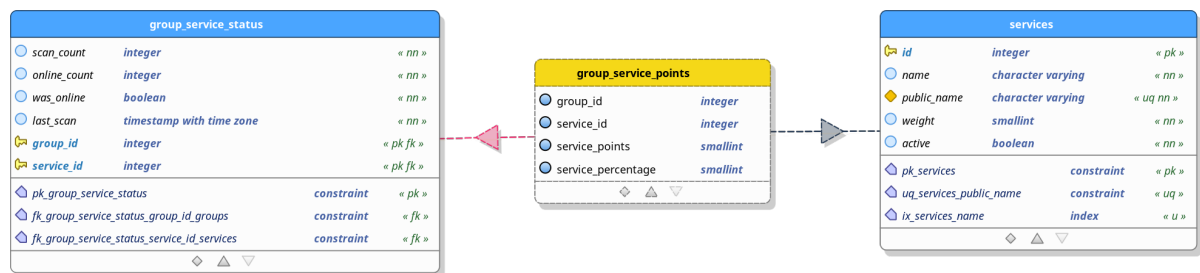 group_service_status
scan_count integer « nn »
online_count integer « nn »
was_online boolean « nn »
last_scan timestamp with time zone « nn »
group_id integer « pk fk »
service_id integer « pk fk »
pk_group_service_status constraint « pk »
fk_group_service_status_group_id_groups constraint « fk »
fk_group_service_status_service_id_services constraint « fk »
group_service_points
group_id integer
service_id integer
service_points smallint
service_percentage smallint
services
id integer « pk »
name character varying « nn »
public_name character varying « uq nn »
weight smallint « nn »
active boolean « nn »
pk_services constraint « pk »
uq_services_public_name constraint « uq »
ix_services_name index « u »